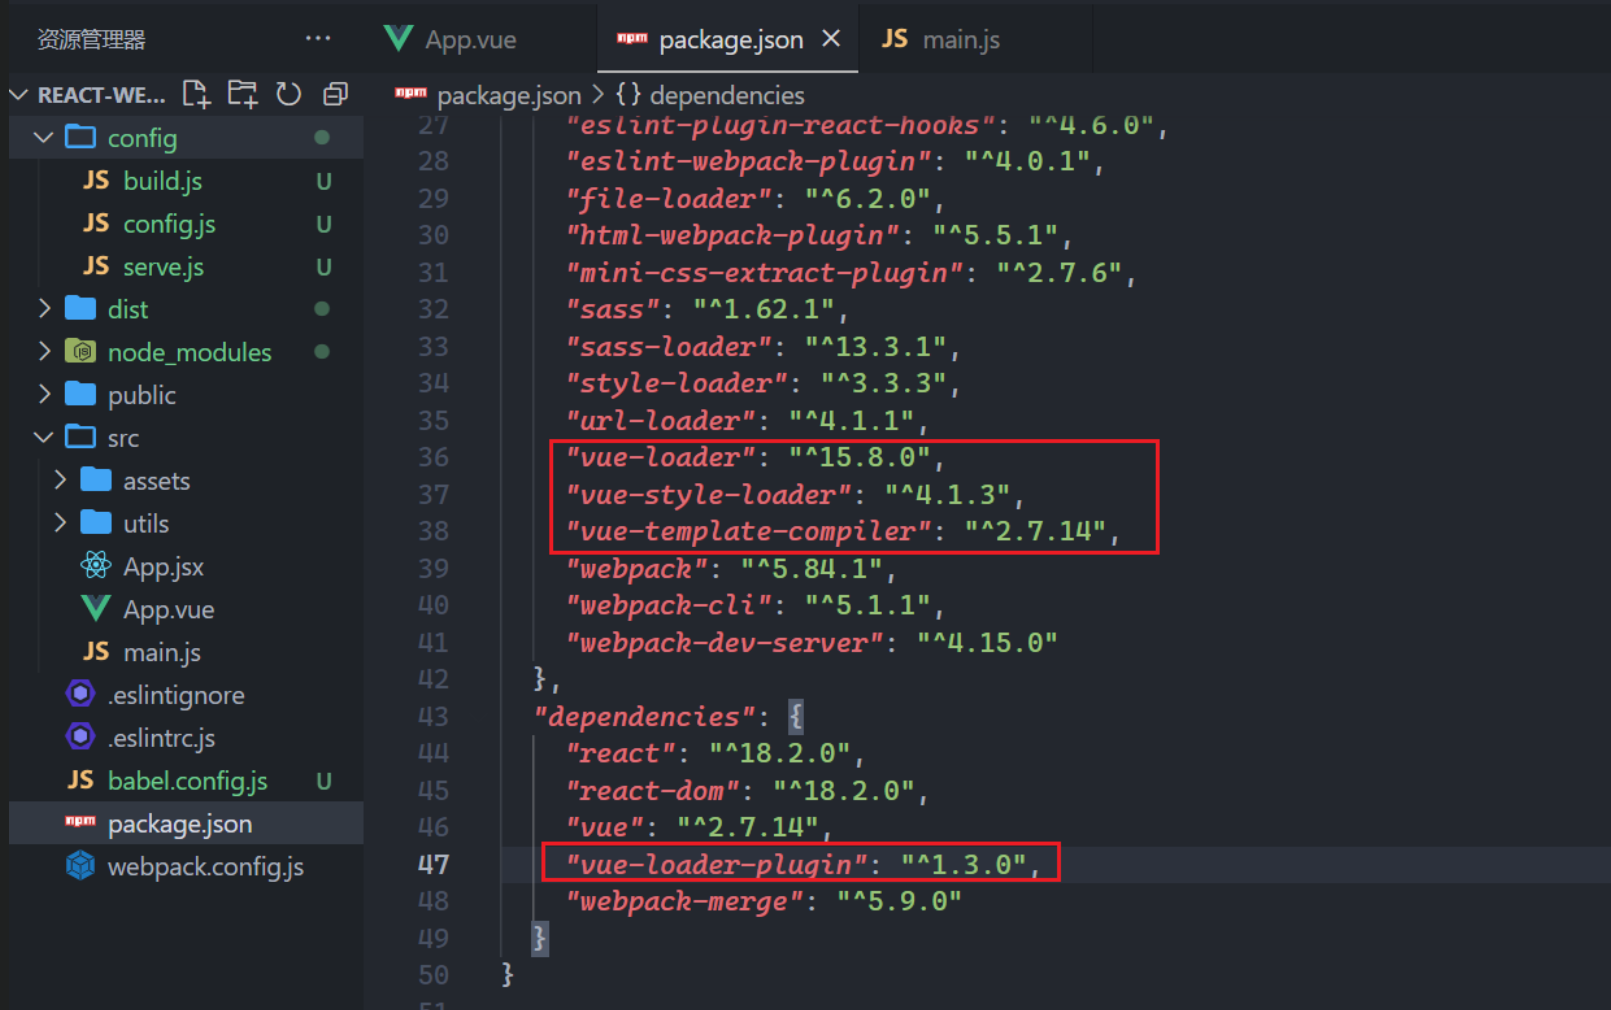 资源管理器 ···
REACT-WE...
config
JS build.js U
JS config.js U
JS serve.js U
dist
node_modules
public
src
assets
utils
App.jsx
App.vue
JS main.js
.eslintignore
.eslintrc.js
JS babel.config.js U
npm package.json
webpack.config.js
App.vue
npm package.json ×
JS main.js
npm package.json > {} dependencies
27 "eslint-plugin-react-hooks": "^4.6.0",
28 "eslint-webpack-plugin": "^4.0.1",
29 "file-loader": "^6.2.0",
30 "html-webpack-plugin": "^5.5.1",
31 "mini-css-extract-plugin": "^2.7.6",
32 "sass": "^1.62.1",
33 "sass-loader": "^13.3.1",
34 "style-loader": "^3.3.3",
35 "url-loader": "^4.1.1",
36 "vue-loader": "^15.8.0",
37 "vue-style-loader": "^4.1.3",
38 "vue-template-compiler": "^2.7.14",
39 "webpack": "^5.84.1",
40 "webpack-cli": "^5.1.1",
41 "webpack-dev-server": "^4.15.0"
42 },
43 "dependencies": {
44 "react": "^18.2.0",
45 "react-dom": "^18.2.0",
46 "vue": "^2.7.14",
47 "vue-loader-plugin": "^1.3.0",
48 "webpack-merge": "^5.9.0"
49 }
50 }
51